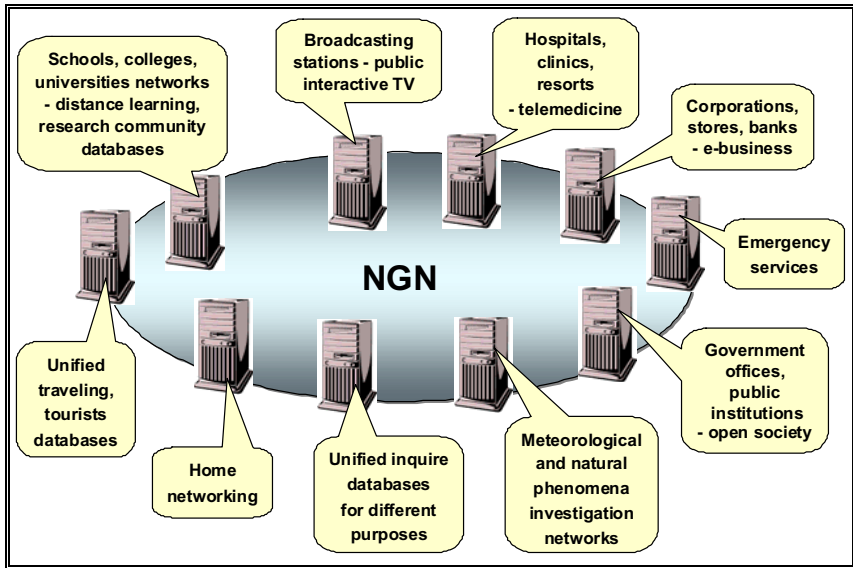 Schools, colleges,
universities networks
- distance learning,
research community
databases
Broadcasting
stations - public
interactive TV
Hospitals,
clinics,
resorts
- telemedicine
Corporations,
stores, banks
- e-business
Emergency
services
NGN
Unified
traveling,
tourists
databases
Home
networking
Unified inquire
databases
for different
purposes
Meteorological
and natural
phenomena
investigation
networks
Government
offices,
public
institutions
- open society